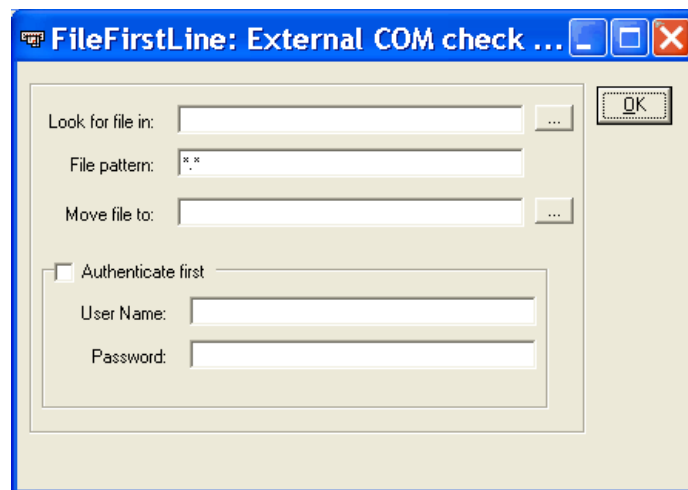 FileFirstLine: External COM check ...
Look for file in:
...
OK
File pattern:
*.*
Move file to:
...
Authenticate first
User Name:
Password: